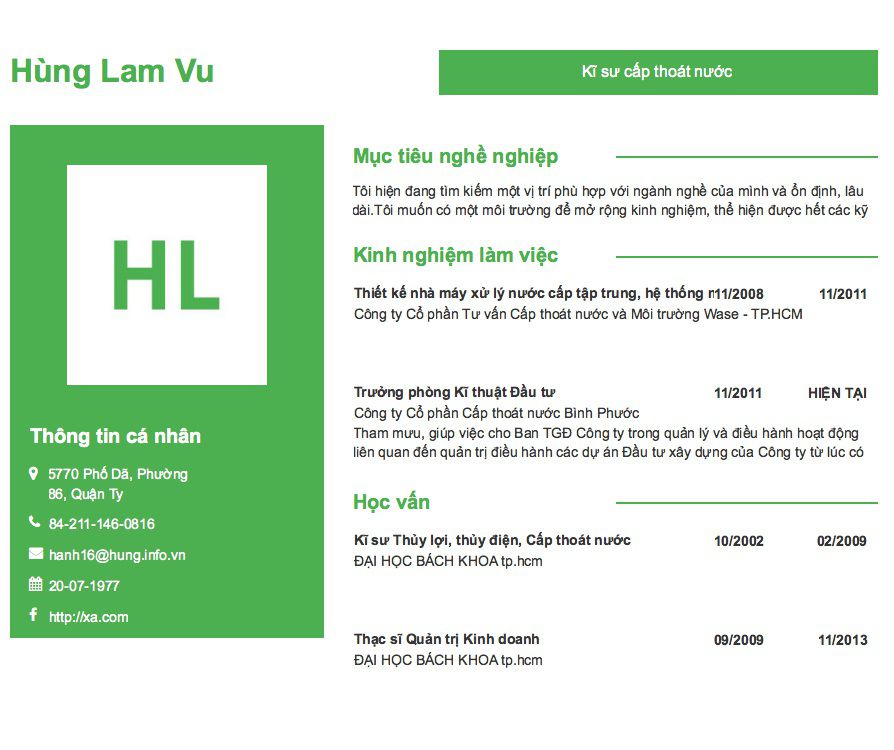 Hùng Lam Vu
Kĩ sư cấp thoát nước
HL
Thông tin cá nhân
5770 Phố Dã, Phường
86, Quận Ty
84-211-146-0816
hanh16@hung.info.vn
20-07-1977
http://xa.com
Mục tiêu nghề nghiệp
Tôi hiện đang tìm kiếm một vị trí phù hợp với ngành nghề của mình và ổn định, lâu
dài.Tôi muốn có một môi trường để mở rộng kinh nghiệm, thể hiện được hết các kỹ
Kinh nghiệm làm việc
Thiết kế nhà máy xử lý nước cấp tập trung, hệ thống 11/2008 11/2011
Công ty Cổ phần Tư vấn Cấp thoát nước và Môi trường Wase - TP.HCM
Trưởng phòng Kĩ thuật Đầu tư 11/2011 HIỆN TẠI
Công ty Cổ phần Cấp thoát nước Bình Phước
Tham mưu, giúp việc cho Ban TGĐ Công ty trong quản lý và điều hành hoạt động
liên quan đến quản trị điều hành các dự án Đầu tư xây dựng của Công ty từ lúc có
Học vấn
Kĩ sư Thủy lợi, thủy điện, Cấp thoát nước 10/2002 02/2009
ĐẠI HỌC BÁCH KHOA tp.hcm
Thạc sĩ Quản trị Kinh doanh 09/2009 11/2013
ĐẠI HỌC BÁCH KHOA tp.hcm